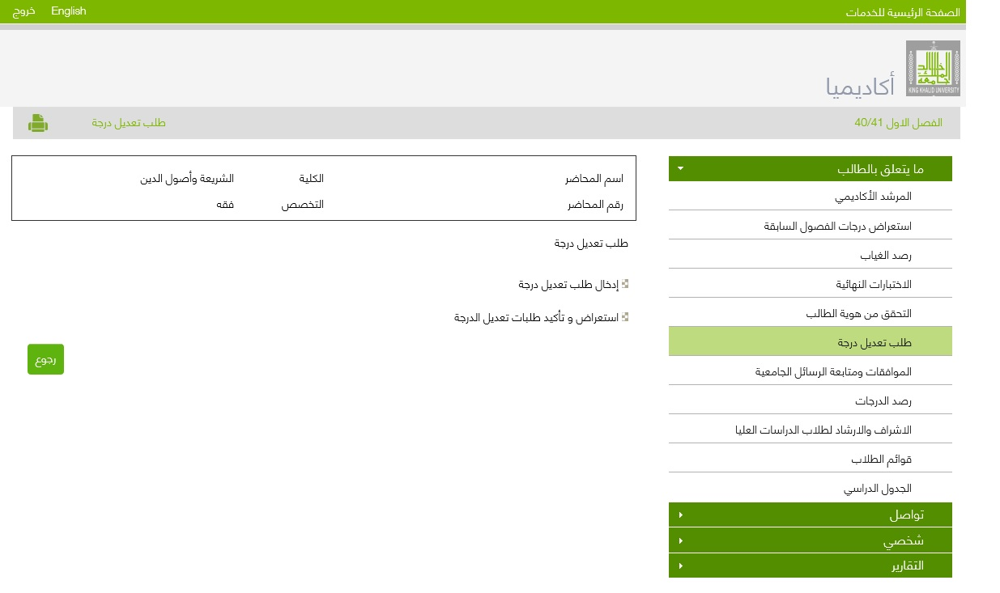 الصفحة الرئيسية للخدمات
English
خروج
جامعة الملك خالد
KING KHALID UNIVERSITY
أكاديميا
الفصل الاول 40/41
طلب تعديل درجة
ما يتعلق بالطالب
المرشد الأكاديمي
استعراض درجات الفصول السابقة
رصد الغياب
الاختبارات النهائية
التحقق من هوية الطالب
طلب تعديل درجة
الموافقات ومتابعة الرسائل الجامعية
رصد الدرجات
الاشراف والارشاد لطلاب الدراسات العليا
قوائم الطلاب
الجدول الدراسي
تواصل
شخصي
التقارير
اسم المحاضر الكلية الشريعة وأصول الدين
رقم المحاضر التخصص فقه
طلب تعديل درجة
إدخال طلب تعديل درجة
استعراض و تأكيد طلبات تعديل الدرجة
رجوع